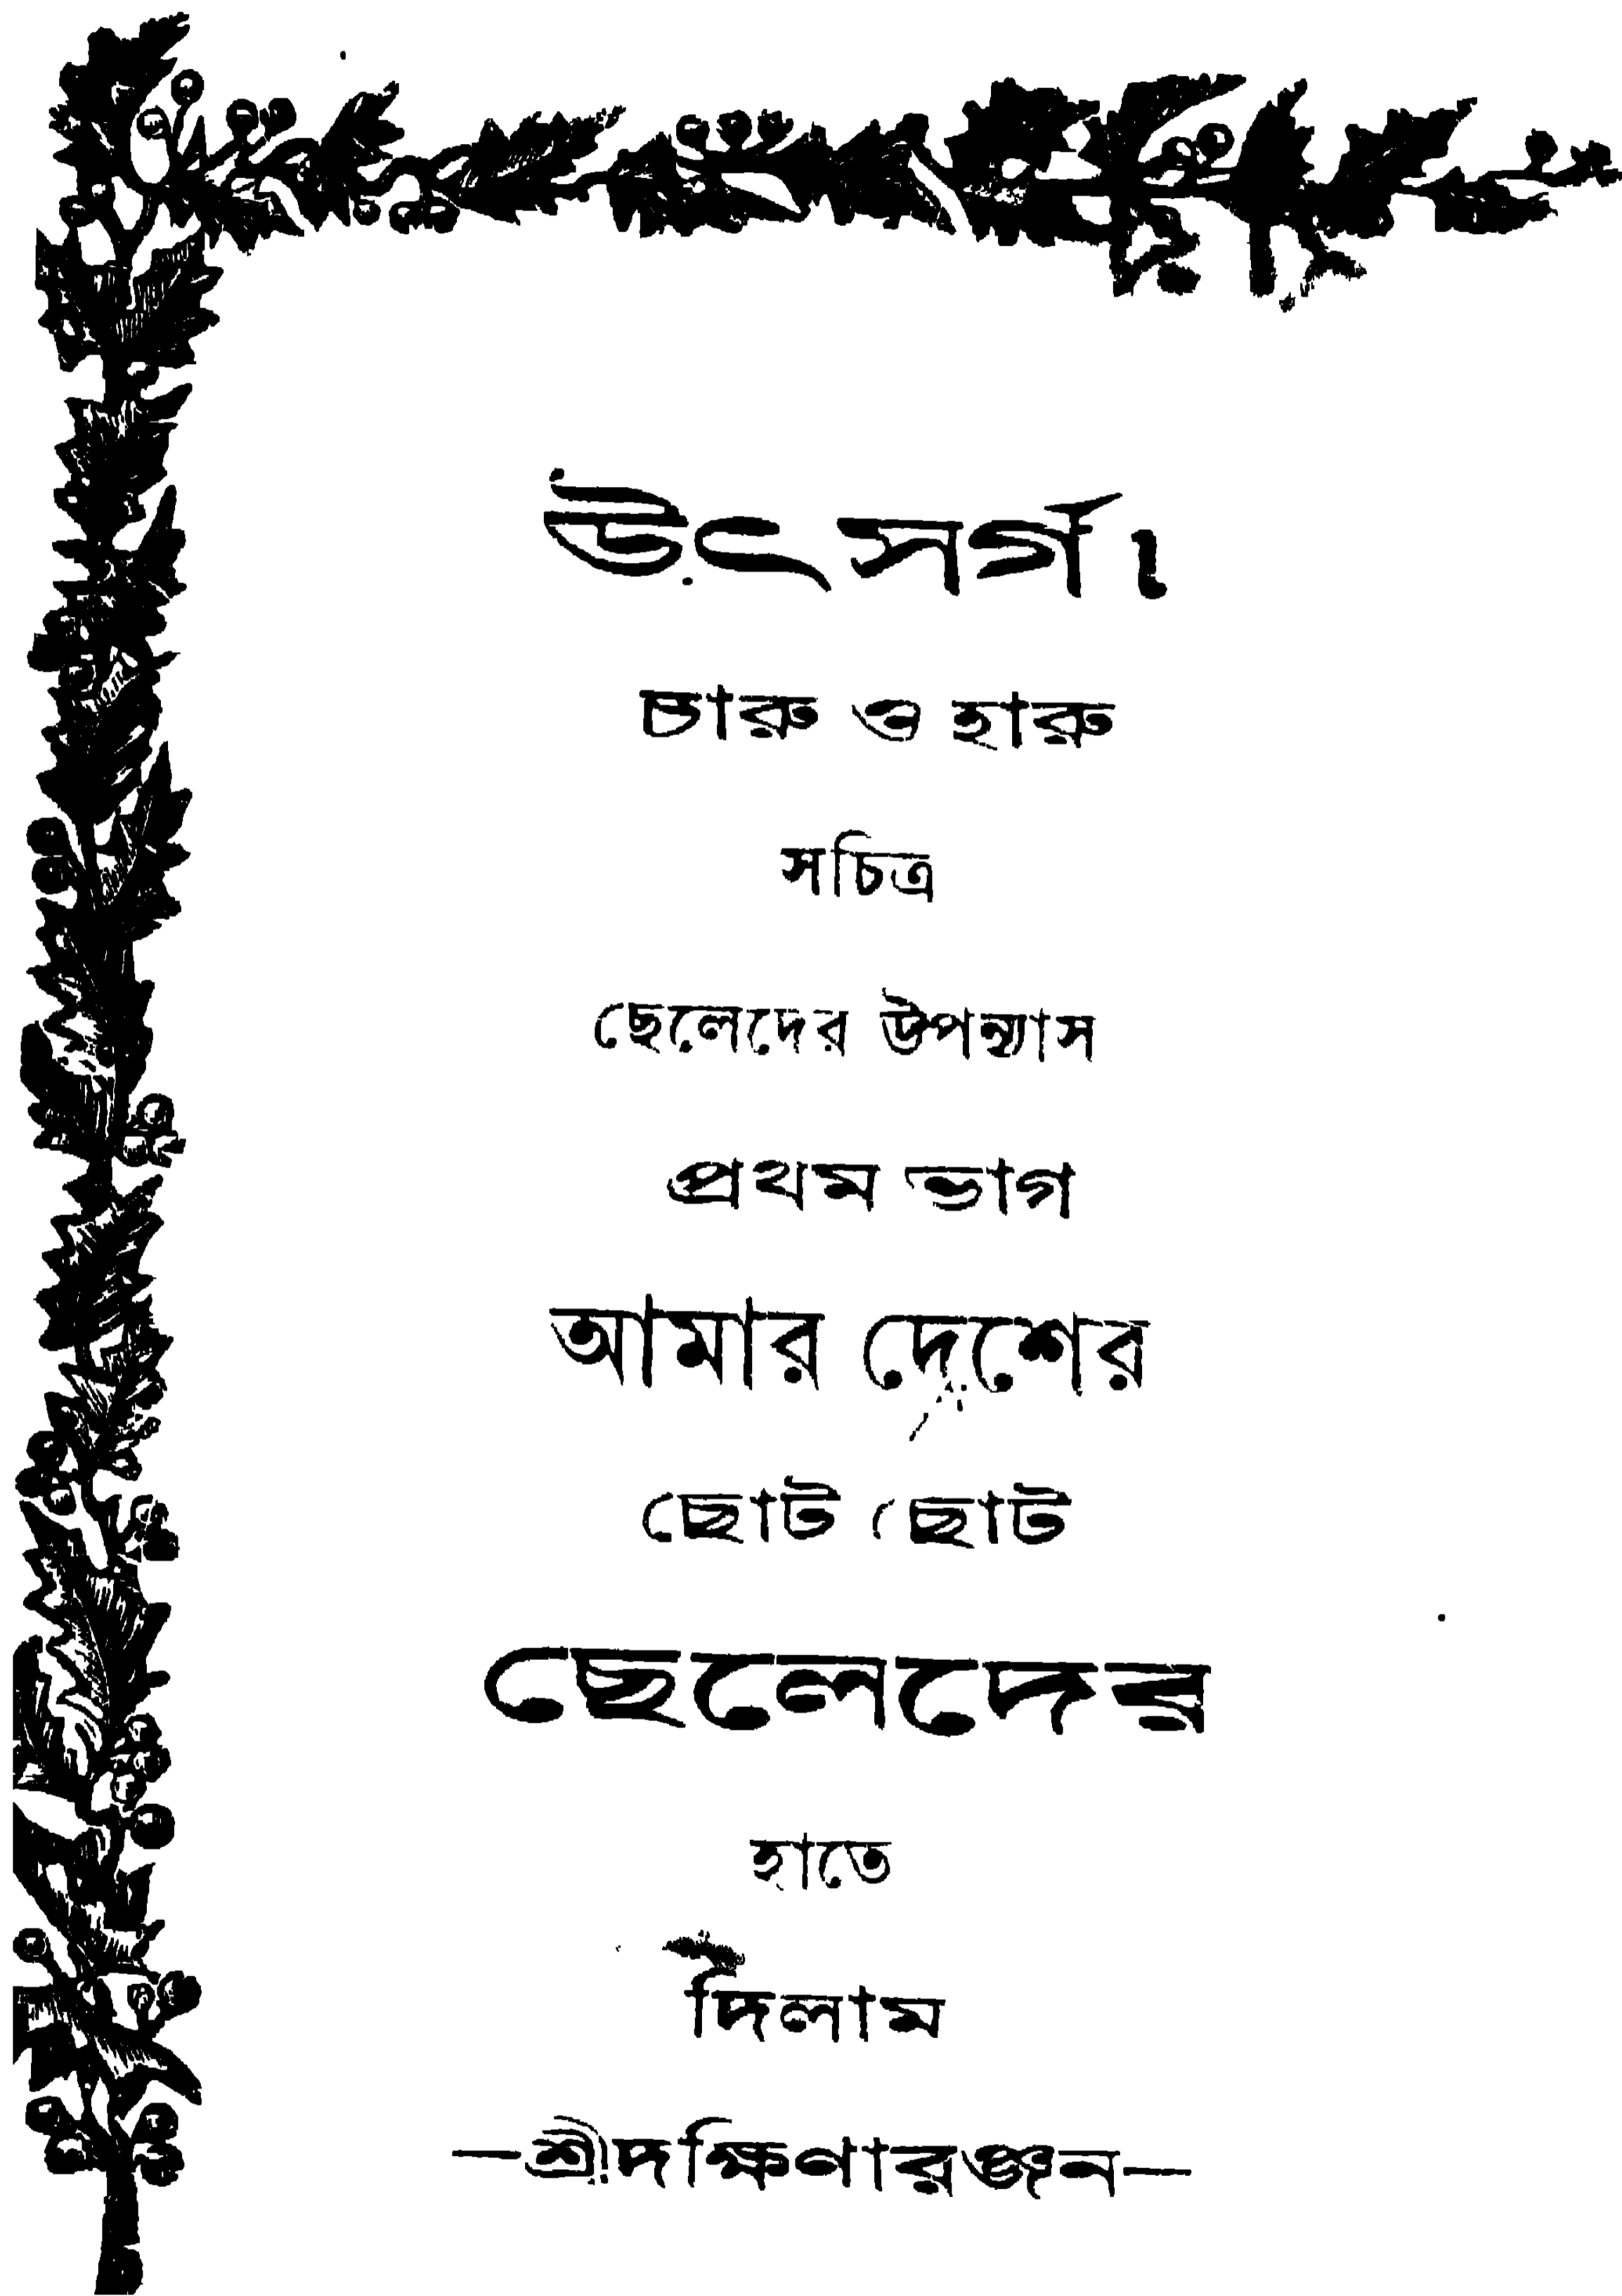 উৎসর্গ।
চারু ও হারু
সচিত্র
ছেলেদের উপন্যাস
প্রথম ভাগ
আমার দেশের
ছোট ছোট
ছেলেদের
হাতে
দিলাম
—শ্রীদক্ষিণারঞ্জন—